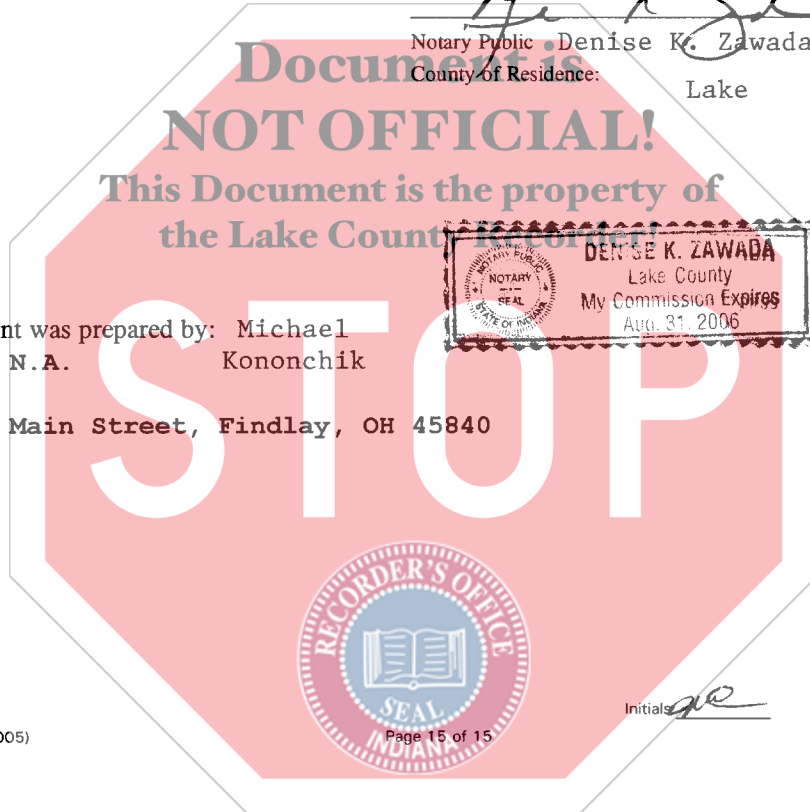 Notary Public Denise K. Zawada
County of Residence:
Lake
Document is
NOT OFFICIAL!
This Document is the property of
the Lake County Recorder!
DENISE K. ZAWADA
Lake County
My Commission Expires
Aug. 31, 2006
NOTARY PUBLIC
NOTARY
SEAL
STATE OF INDIANA
nt was prepared by: Michael
N.A. Kononchik
Main Street, Findlay, OH 45840
STOP
RECORDER'S OFFICE
SEAL
INDIANA
Initials
005)
Page 15 of 15